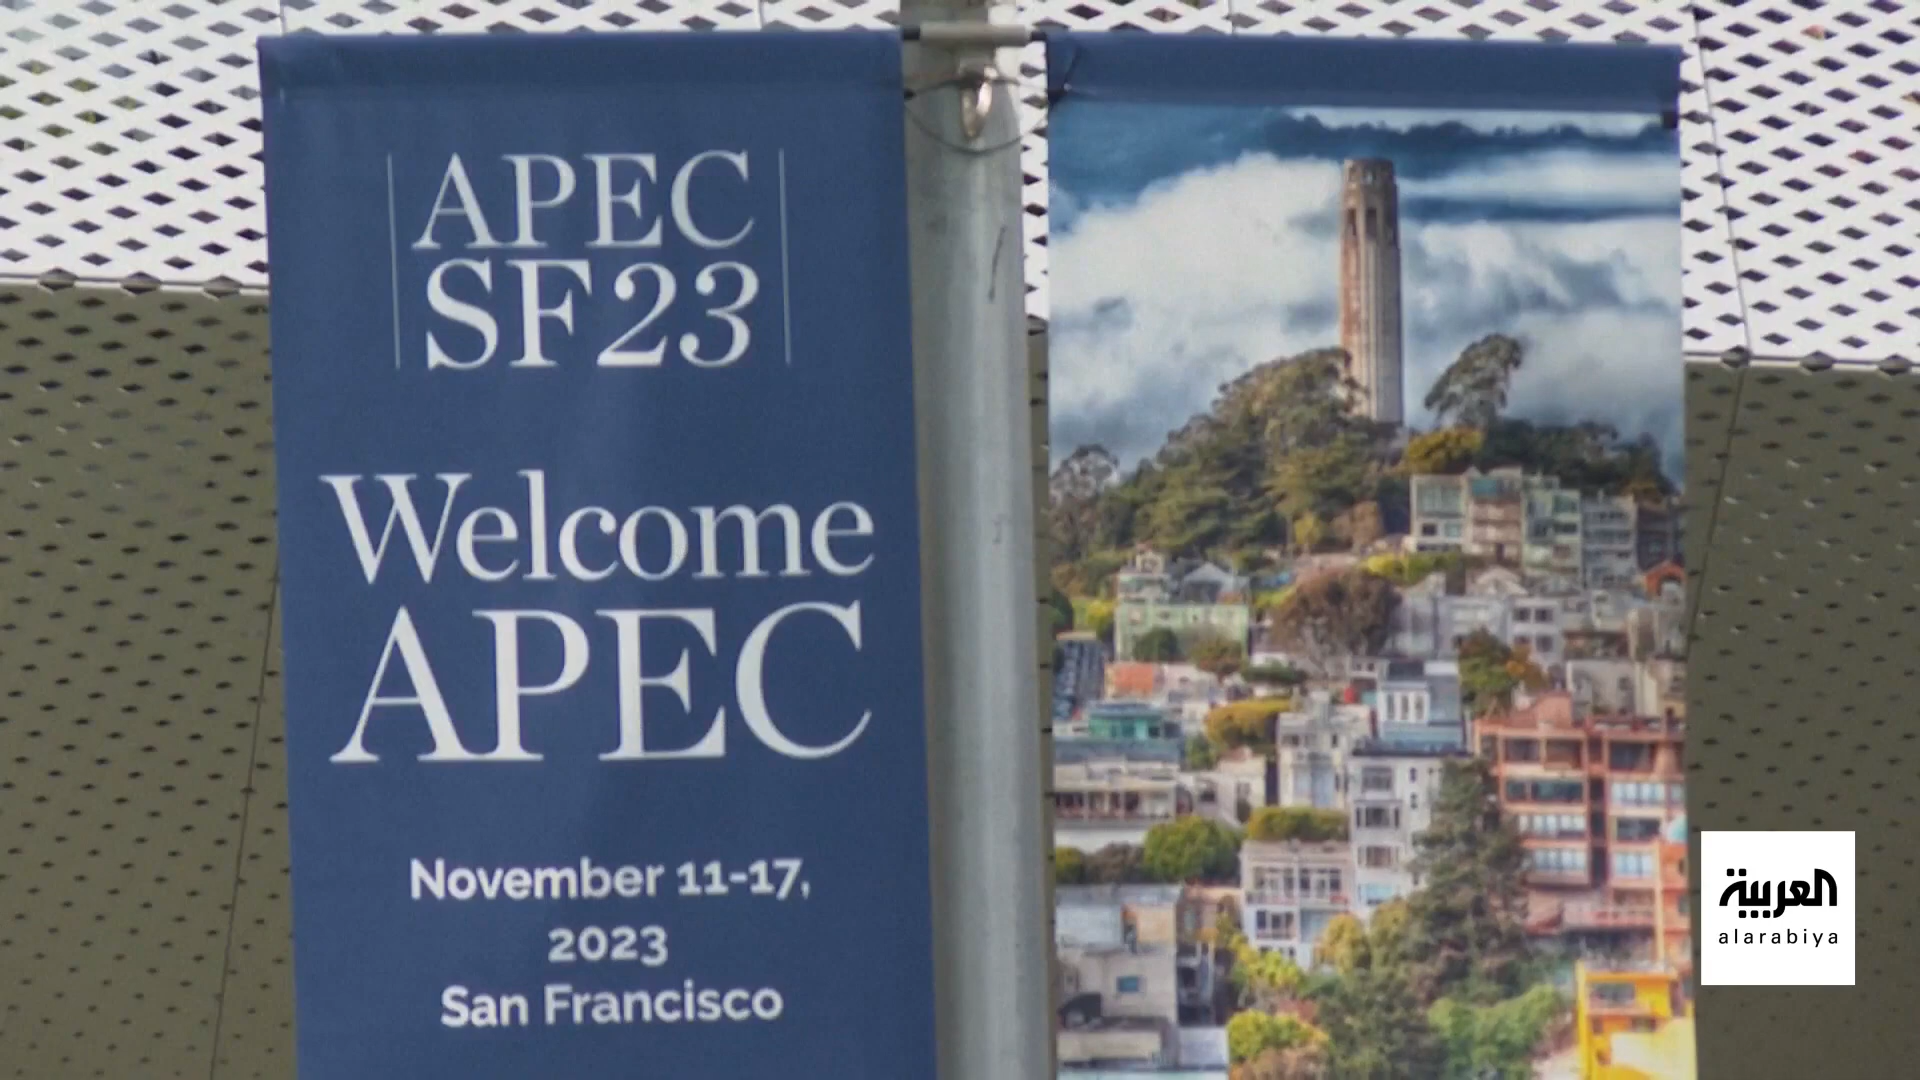 APEC
SF23
Welcome
APEC
November 11-17,
2023
San Francisco
العربية
alarabiya